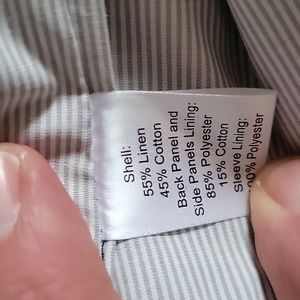 Shell:
55% Linen
45% Cotton
Back Panel and
Side Panels Lining:
85% Polyester
15% Cotton
Sleeve Lining:
Polyester